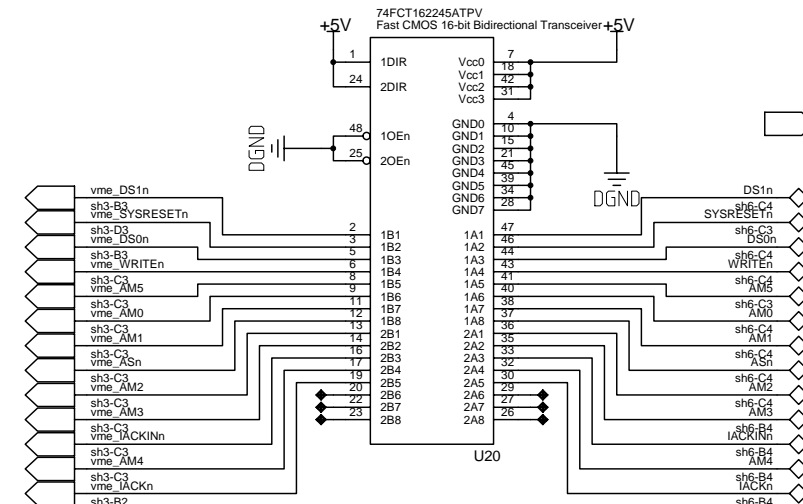 74FCT162245ATPV
Fast CMOS 16-bit Bidirectional Transceiver
+5V
+5V
1 1DIR Vcc0 7
Vcc1 18
24 2DIR Vcc2 42
Vcc3 31
48 1OEn GND0 4
GND1 10
GND2 15
25 2OEn GND3 21
GND4 45
GND5 39
GND6 34
GND7 28
DGND
DGND
vme_DS1n DS1n
sh3-B3 sh6-C4
vme_SYSRESETn SYSRESETn
sh3-D3 sh6-C3
vme_DS0n DS0n
sh3-B3 sh6-C4
vme_WRITEn WRITEn
sh3-C3 sh6-C4
vme_AM5 AM5
sh3-C3 sh6-C3
vme_AM0 AM0
sh3-C3 sh6-C4
vme_AM1 AM1
sh3-C3 sh6-C4
vme_ASn ASn
sh3-C3 sh6-C4
vme_AM2 AM2
sh3-C3 sh6-C4
vme_AM3 AM3
sh3-C3 sh6-B4
vme_IACKINn IACKINn
sh3-C3 sh6-B4
vme_AM4 AM4
sh3-C3 sh6-B4
vme_IACKn IACKn
sh3-B2 sh6-B4
2 1B1 1A1 47
3 1B2 1A2 46
5 1B3 1A3 44
6 1B4 1A4 43
8 1B5 1A5 41
9 1B6 1A6 40
11 1B7 1A7 38
12 1B8 1A8 37
13 2B1 2A1 36
14 2B2 2A2 35
16 2B3 2A3 33
17 2B4 2A4 32
19 2B5 2A5 30
20 2B6 2A6 29
22 2B7 2A7 27
23 2B8 2A8 26
U20